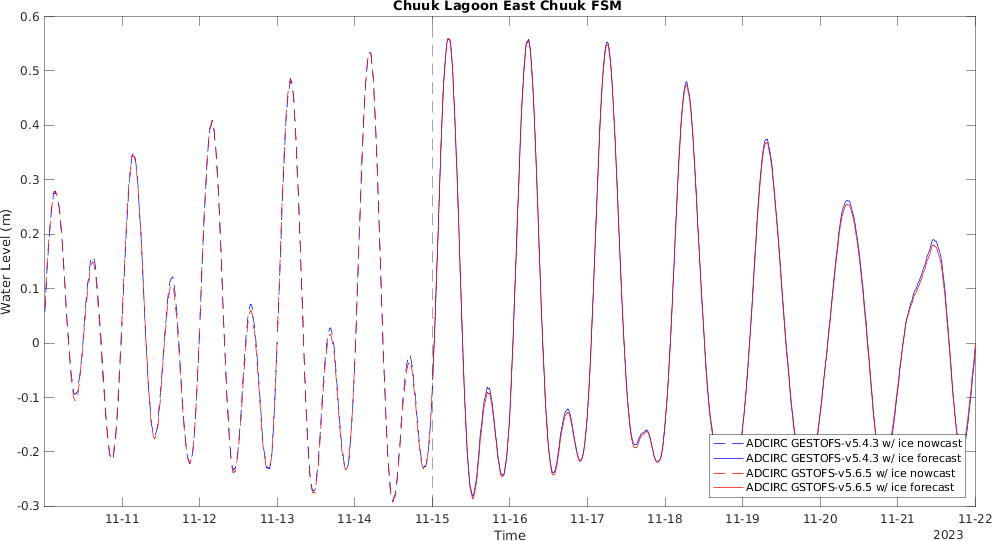 Chuuk Lagoon East Chuuk FSM
Water Level (m)
0.6
0.5
0.4
0.3
0.2
0.1
0
-0.1
-0.2
-0.3
ADCIRC GESTOFS-v5.4.3 w/ ice nowcast
ADCIRC GESTOFS-v5.4.3 w/ ice forecast
ADCIRC GSTOFS-v5.6.5 w/ ice nowcast
ADCIRC GSTOFS-v5.6.5 w/ ice forecast
11-11 11-12 11-13 11-14 11-15 11-16 11-17 11-18 11-19 11-20 11-21 11-22
Time
2023